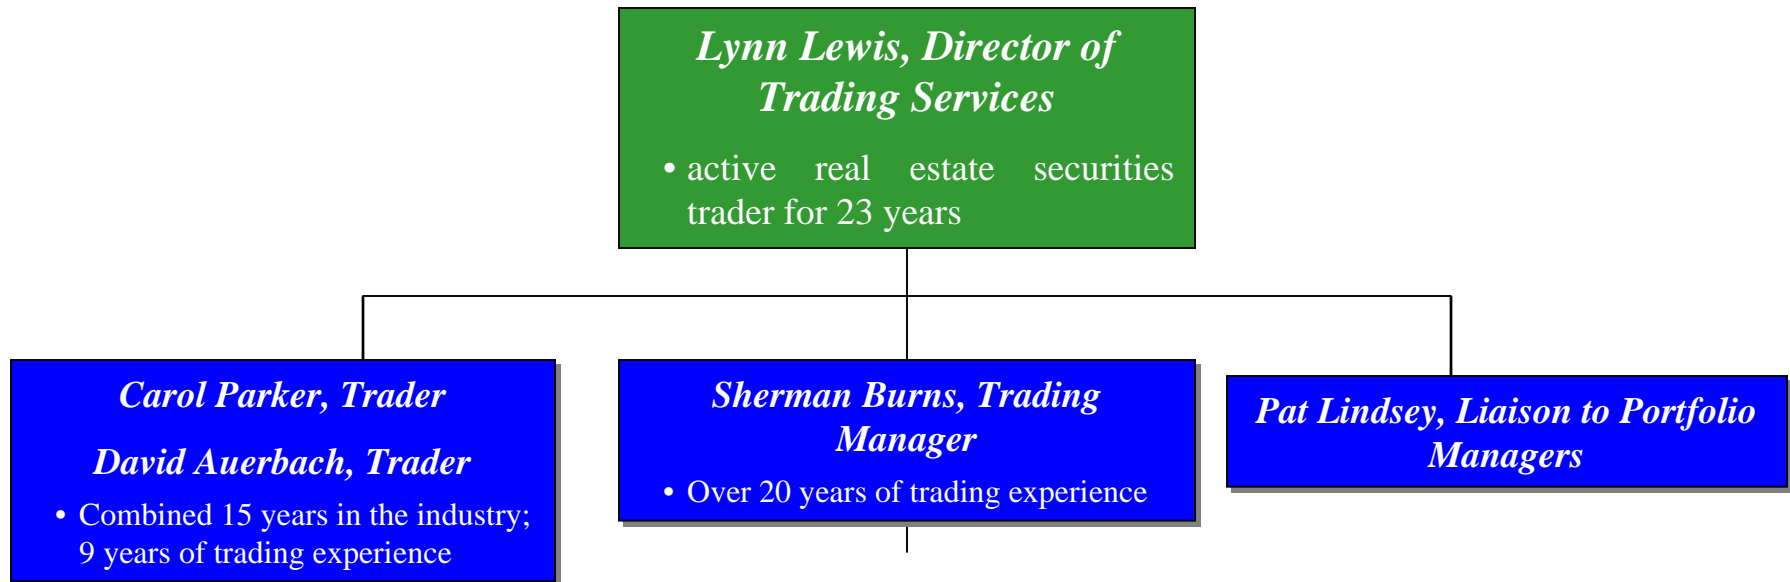 Lynn Lewis, Director of
Trading Services
• active real estate securities
trader for 23 years
Carol Parker, Trader
David Auerbach, Trader
• Combined 15 years in the industry;
9 years of trading experience
Sherman Burns, Trading
Manager
• Over 20 years of trading experience
Pat Lindsey, Liaison to Portfolio
Managers